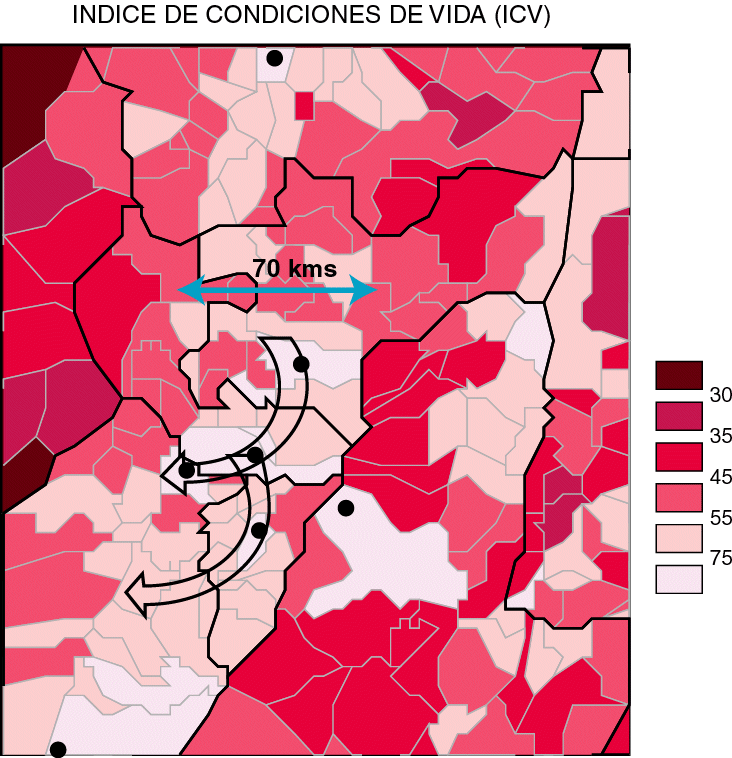 INDICE DE CONDICIONES DE VIDA (ICV)
70 kms
30
35
45
55
75